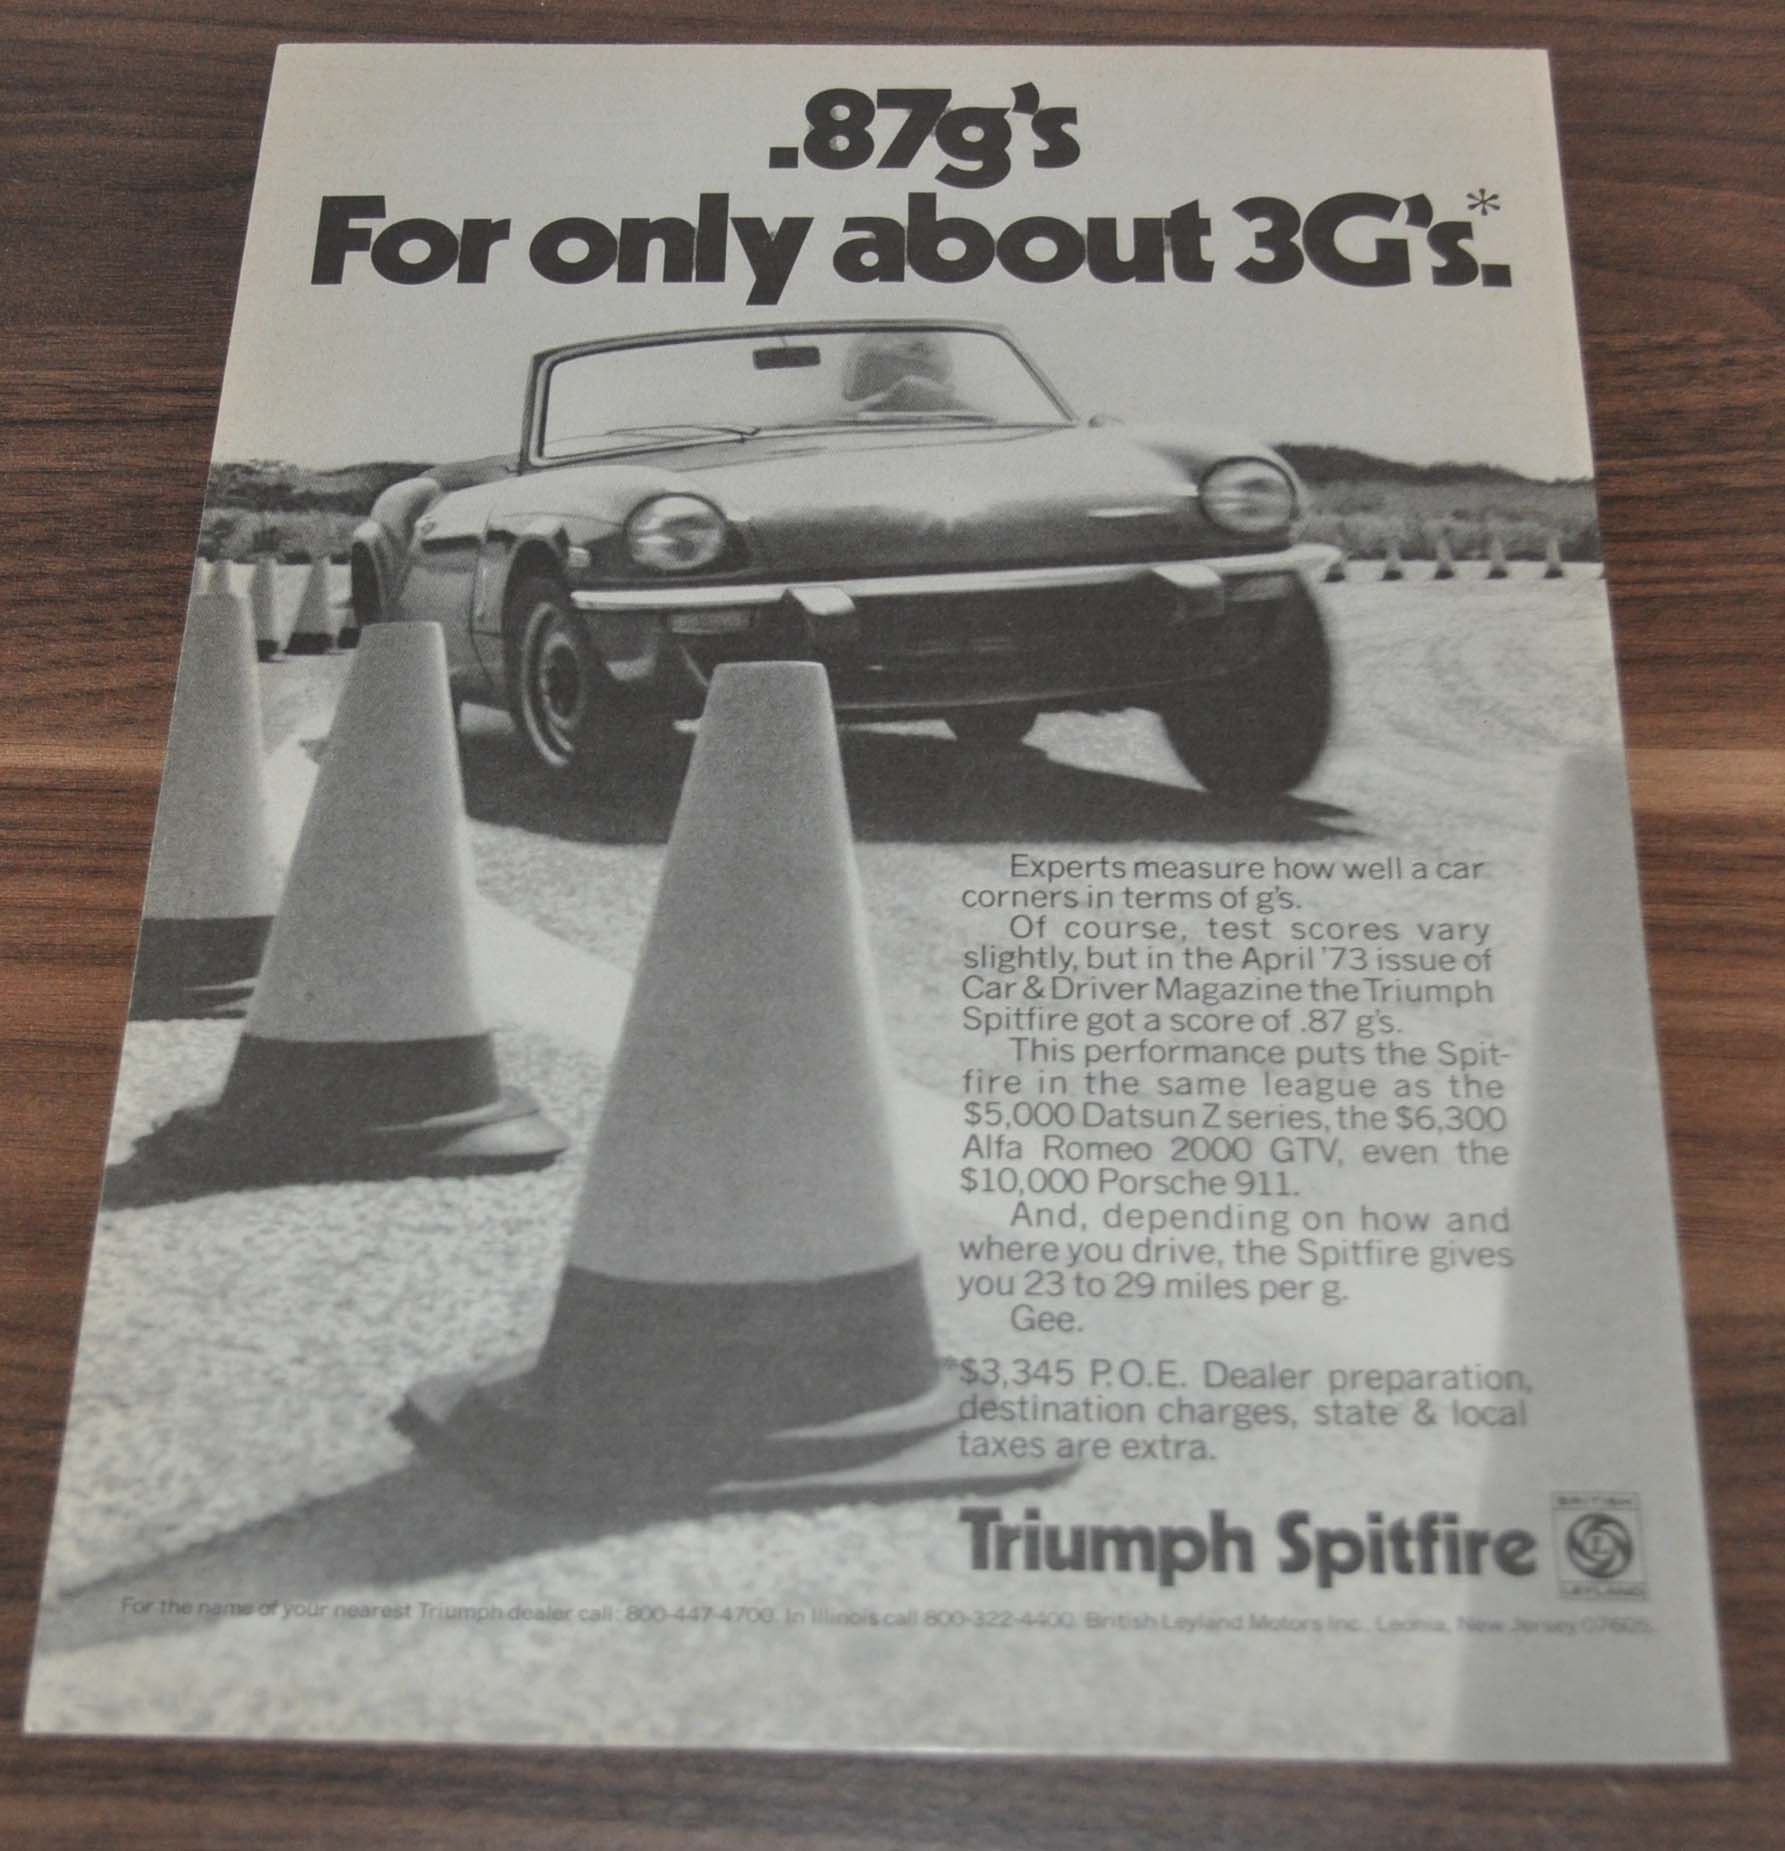 .87g's
For only about 3G's.*
Experts measure how well a car
corners in terms of g's.
Of course, test scores vary
slightly, but in the April '73 issue of
Car & Driver Magazine the Triumph
Spitfire got a score of .87 g's.
This performance puts the Spit-
fire in the same league as the
$5,000 Datsun Z series, the $6,300
Alfa Romeo 2000 GTV, even the
$10,000 Porsche 911.
And, depending on how and
where you drive, the Spitfire gives
you 23 to 29 miles per g.
Gee.
*$3,345 P.O.E. Dealer preparation,
destination charges, state & local
taxes are extra.
Triumph Spitfire
BRITISH
L
LEYLAND
For the name of your nearest Triumph dealer call: 800-447-4700. In Illinois call 800-322-4400. British Leyland Motors Inc., Leonia, New Jersey 07605.